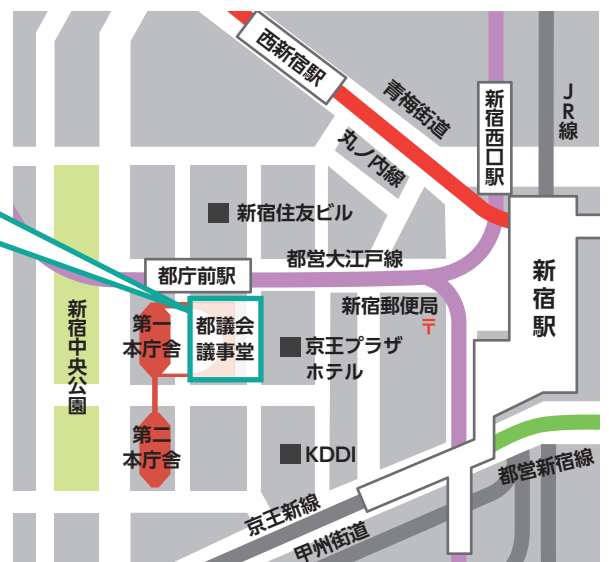 西新宿駅
青梅街道
丸ノ内線
新宿西口駅
JR線
新宿住友ビル
都営大江戸線
都庁前駅
新宿駅
新宿郵便局
〒
新宿中央公園
第一
本庁舎
都議会
議事堂
京王プラザ
ホテル
第二
本庁舎
KDDI
都営新宿線
京王新線
甲州街道